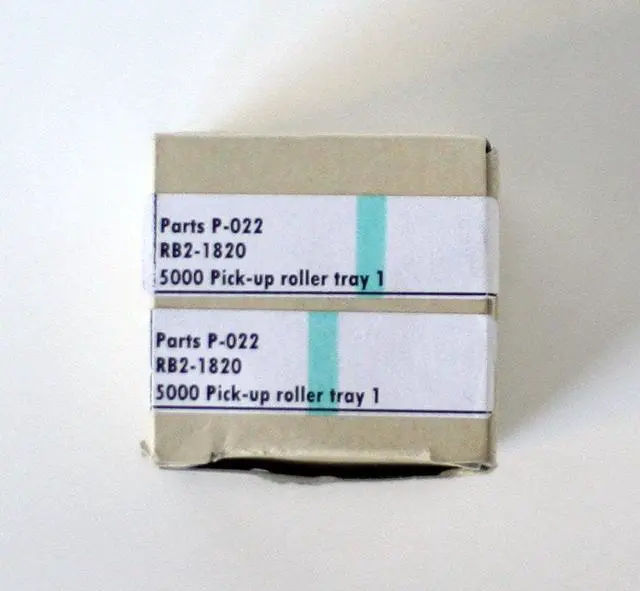 Parts P-022
RB2-1820
5000 Pick-up roller tray 1
Parts P-022
RB2-1820
5000 Pick-up roller tray 1